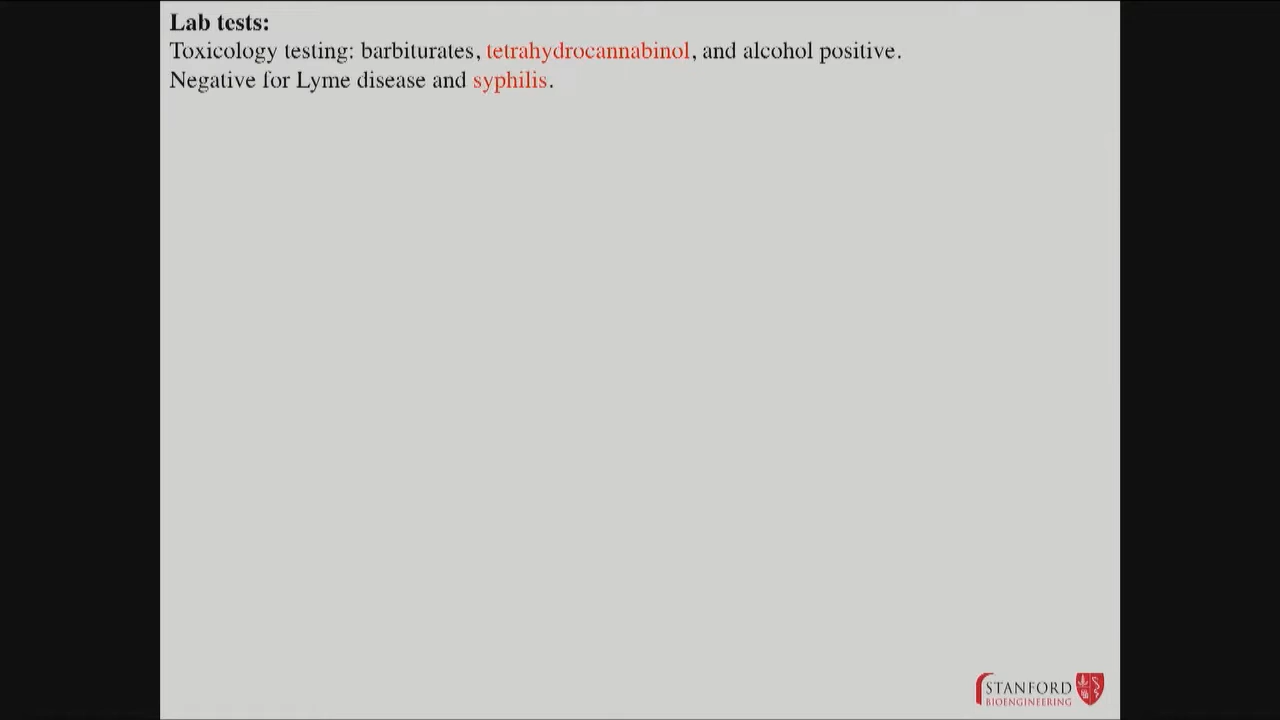 Lab tests:
Toxicology testing: barbiturates, tetrahydrocannabinol, and alcohol positive.
Negative for Lyme disease and syphilis.
STANFORD
BIOENGINEERING